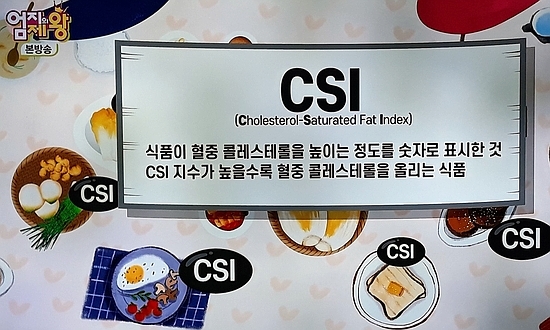 엄지의 제왕
본방송
CSI
(Cholesterol-Saturated Fat Index)
식품이 혈중 콜레스테롤을 높이는 정도를 숫자로 표시한 것
CSI 지수가 높을수록 혈중 콜레스테롤을 올리는 식품
CSI
CSI
CSI
CSI